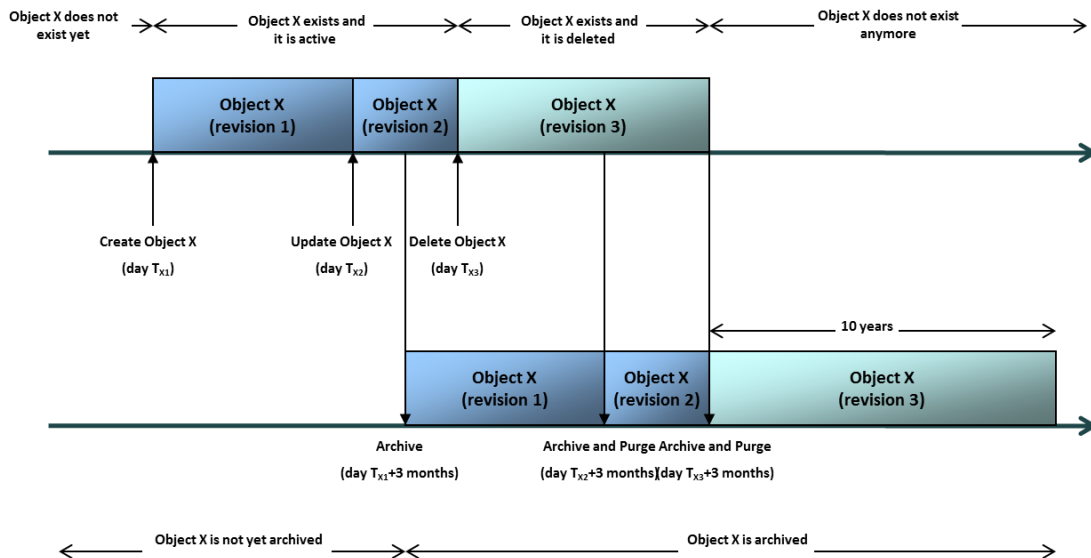 Object X does not
exist yet
Object X exists and
it is active
Object X exists and
it is deleted
Object X does not exist
anymore
Object X
(revision 1)
Object X
(revision 2)
Object X
(revision 3)
Create Object X
(day TX1)
Update Object X
(day TX2)
Delete Object X
(day TX3)
10 years
Object X
(revision 1)
Object X
(revision 2)
Object X
(revision 3)
Archive
(day TX1+3 months)
Archive and Purge
(day TX2+3 months)
Archive and Purge
(day TX3+3 months)
Object X is not yet archived
Object X is archived